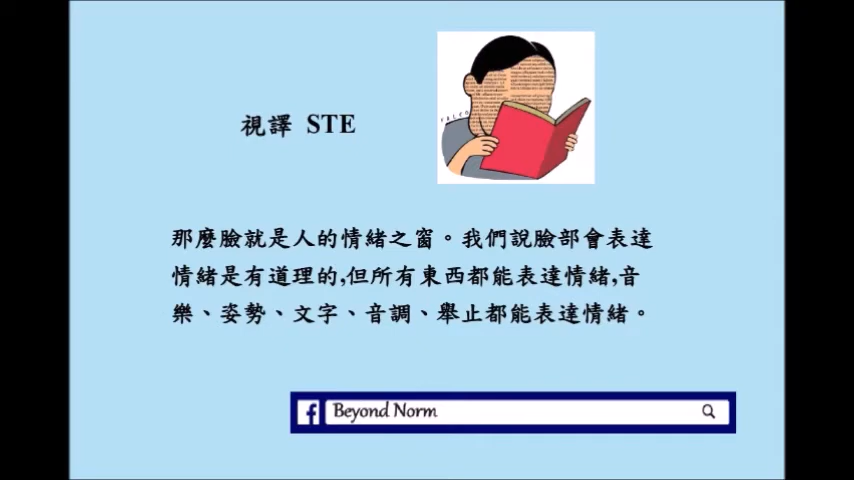 視譯 STE
FALCO
那麼臉就是人的情緒之窗。我們說臉部會表達
情緒是有道理的,但所有東西都能表達情緒,音
樂、姿勢、文字、音調、舉止都能表達情緒。
f Beyond Norm